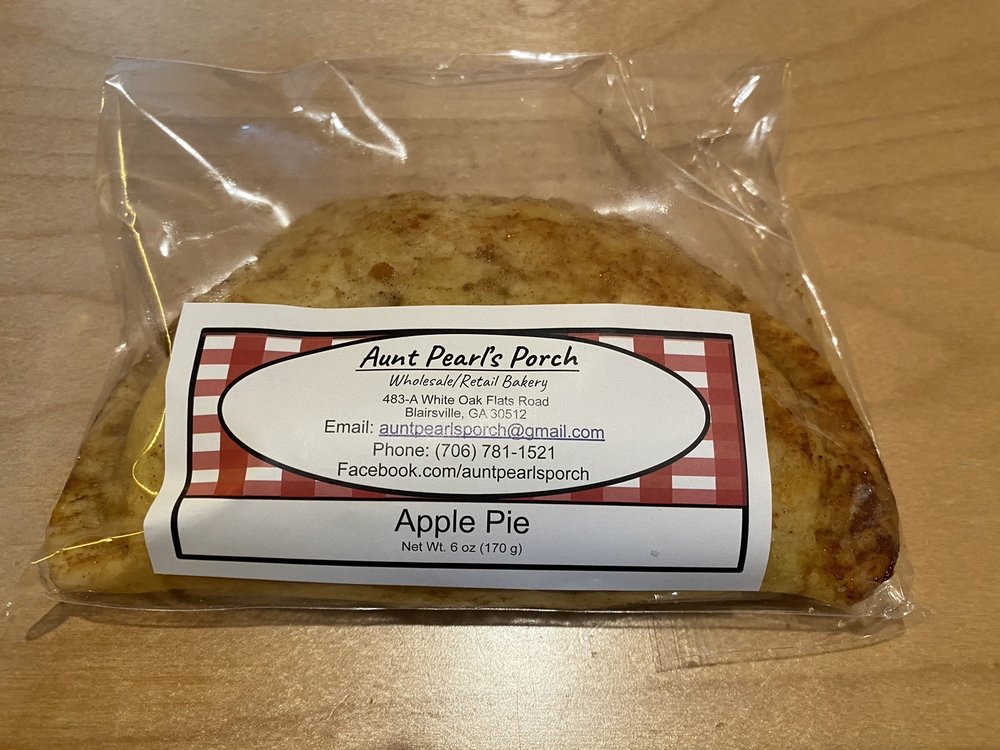 Aunt Pearl's Porch
Wholesale/Retail Bakery
483-A White Oak Flats Road
Blairsville, GA 30512
Email: auntpearlsporch@gmail.com
Phone: (706) 781-1521
Facebook.com/auntpearlsporch
Apple Pie
Net Wt. 6 oz (170 g)